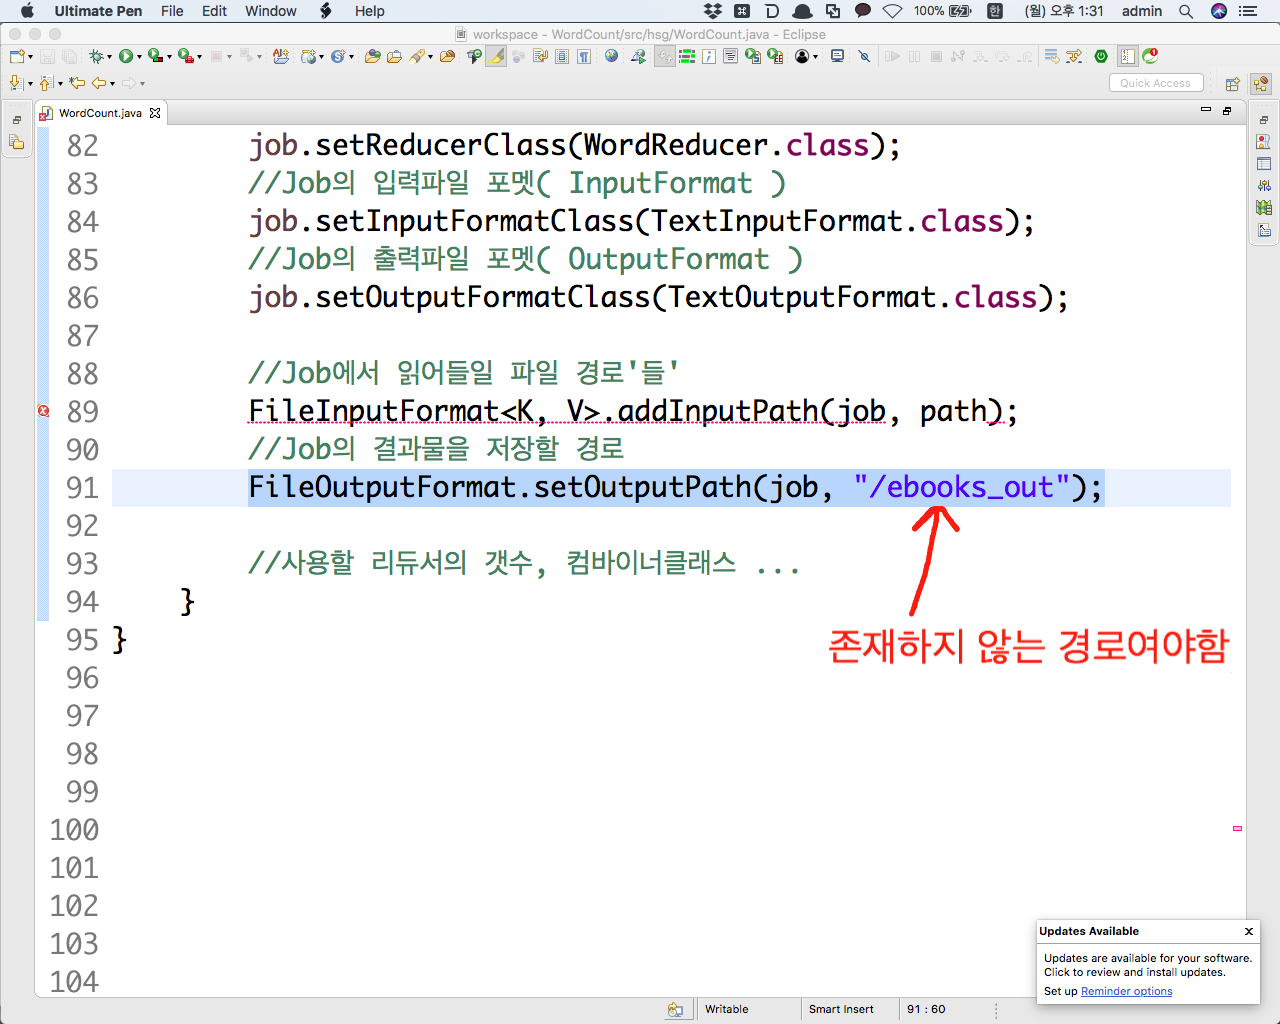 Ultimate Pen File Edit Window Help 100% 한 (월) 오후 1:31 admin
workspace - WordCount/src/hsg/WordCount.java - Eclipse
Quick Access
WordCount.java
82 job.setReducerClass(WordReducer.class);
83 //Job의 입력파일 포멧( InputFormat )
84 job.setInputFormatClass(TextInputFormat.class);
85 //Job의 출력파일 포멧( OutputFormat )
86 job.setOutputFormatClass(TextOutputFormat.class);
87
88 //Job에서 읽어들일 파일 경로'들'
89 FileInputFormat<K, V>.addInputPath(job, path);
90 //Job의 결과물을 저장할 경로
91 FileOutputFormat.setOutputPath(job, "/ebooks_out");
92
93 //사용할 리듀서의 갯수, 컴바이너클래스 ...
94 }
95 }
존재하지 않는 경로여야함
96
97
98
99
100
101
102
103
104
Updates Available
Updates are available for your software.
Click to review and install updates.
Set up Reminder options
Writable Smart Insert 91 : 60